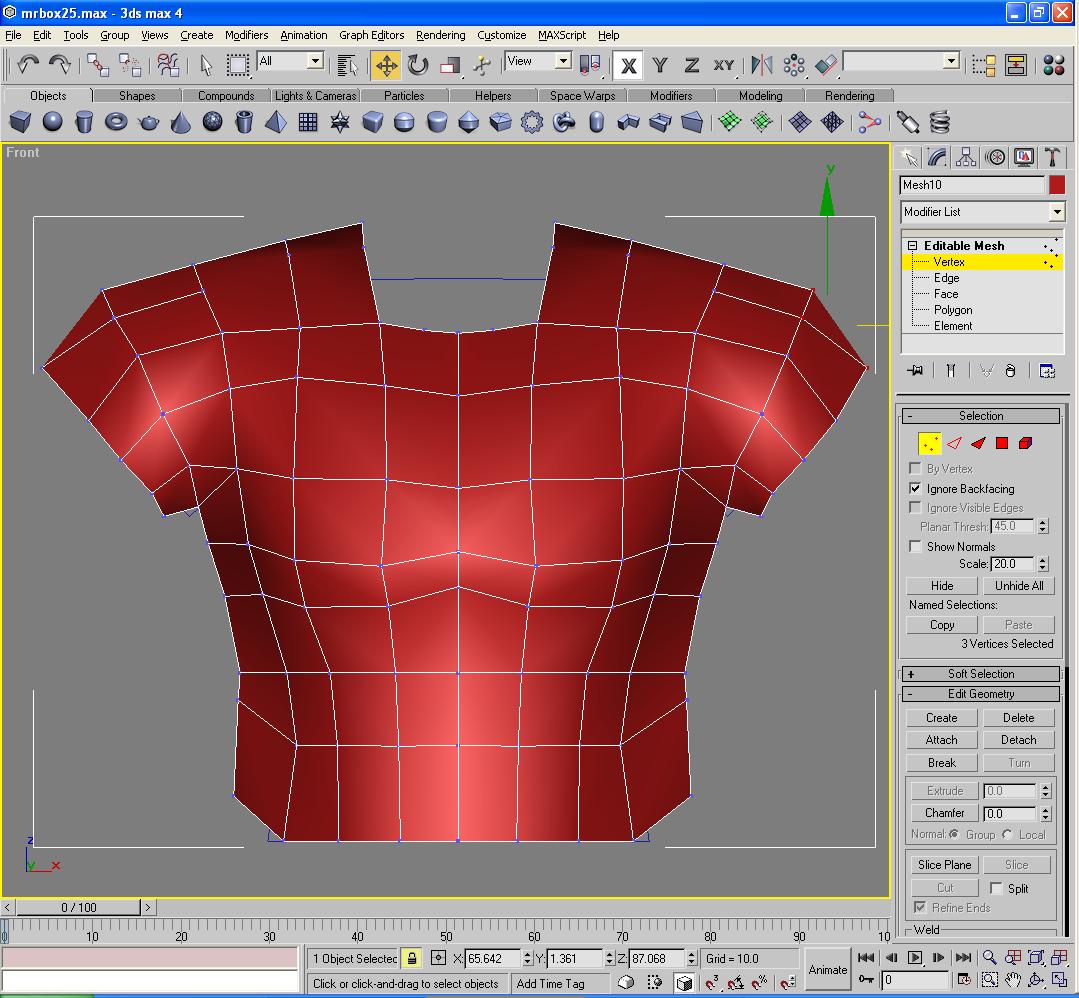 mrbox25.max - 3ds max 4
File Edit Tools Group Views Create Modifiers Animation Graph Editors Rendering Customize MAXScript Help
All View X Y Z XY
Objects Shapes Compounds Lights & Cameras Particles Helpers Space Warps Modifiers Modeling Rendering
Front
y
z
y x
Mesh10
Modifier List
Editable Mesh
Vertex
Edge
Face
Polygon
Element
- Selection
By Vertex
Ignore Backfacing
Ignore Visible Edges
Planar Thresh: 45.0
Show Normals
Scale: 20.0
Hide Unhide All
Named Selections:
Copy Paste
3 Vertices Selected
+ Soft Selection
- Edit Geometry
Create Delete
Attach Detach
Break Turn
Extrude 0.0
Chamfer 0.0
Normal: Group Local
Slice Plane Slice
Cut Split
Refine Ends
Weld
< 0 / 100 >
0 10 20 30 40 50 60 70 80 90 10
1 Object Selected X: 65.642 Y: 1.361 Z: 87.068 Grid = 10.0
Animate
0
Click or click-and-drag to select objects Add Time Tag